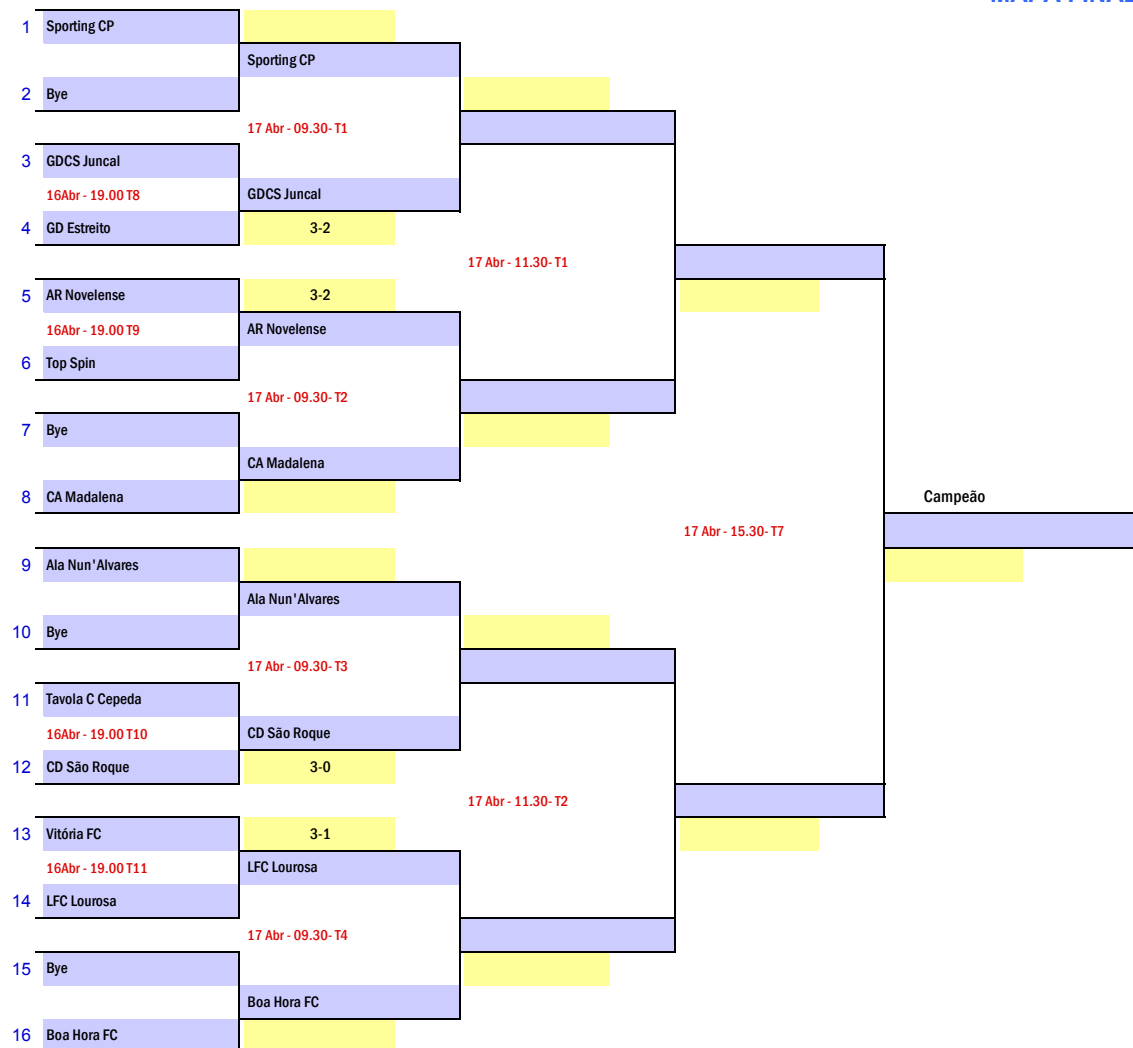 1 Sporting CP
Sporting CP
2 Bye
17 Abr - 09.30- T1
3 GDCS Juncal
16Abr - 19.00 T8
GDCS Juncal
4 GD Estreito 3-2
17 Abr - 11.30- T1
5 AR Novelense 3-2
16Abr - 19.00 T9
AR Novelense
6 Top Spin
17 Abr - 09.30- T2
7 Bye
CA Madalena
8 CA Madalena
Campeão
17 Abr - 15.30- T7
9 Ala Nun'Alvares
Ala Nun'Alvares
10 Bye
17 Abr - 09.30- T3
11 Tavola C Cepeda
16Abr - 19.00 T10
CD São Roque
12 CD São Roque 3-0
17 Abr - 11.30- T2
13 Vitória FC 3-1
16Abr - 19.00 T11
LFC Lourosa
14 LFC Lourosa
17 Abr - 09.30- T4
15 Bye
Boa Hora FC
16 Boa Hora FC